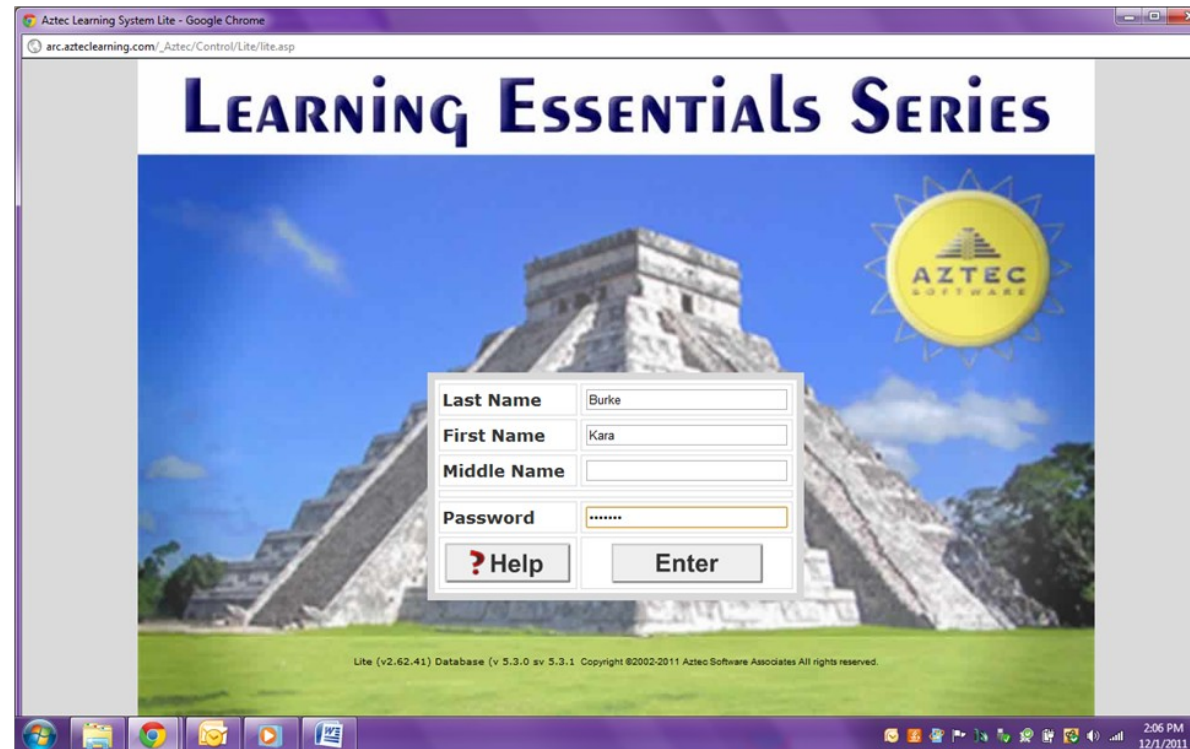 Aztec Learning System Lite - Google Chrome
arc.azteclearning.com/_Aztec/Control/Lite/lite.asp
LEARNiNG ESSENTiALS SERiES
AZTEC
SOFTWARE
Last Name Burke
First Name Kara
Middle Name
Password •••••••
?Help Enter
Lite (v2.62.41) Database (v 5.3.0 sv 5.3.1 Copyright ©2002-2011 Aztec Software Associates All rights reserved.
2:06 PM
12/1/2011